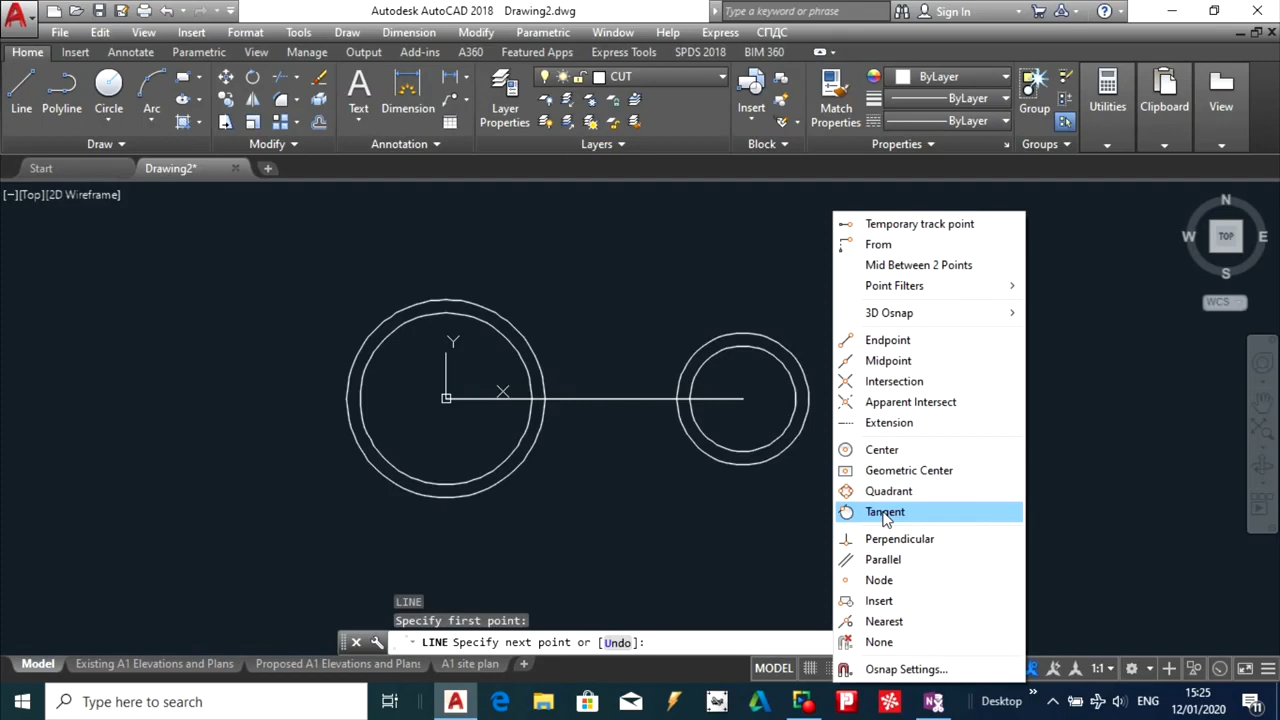 Autodesk AutoCAD 2018 Drawing2.dwg
Type a keyword or phrase
Sign In
File Edit View Insert Format Tools Draw Dimension Modify Parametric Window Help Express СПДС
Home Insert Annotate Parametric View Manage Output Add-ins A360 Featured Apps Express Tools SPDS 2018 BIM 360
CUT
ByLayer
ByLayer
ByLayer
Line Polyline Circle Arc
Text Dimension
Layer Properties
Insert
Match Properties
Group
Utilities Clipboard View
Draw Modify Annotation Layers Block Properties Groups
Start Drawing2*
[−][Top][2D Wireframe]
N
W TOP E
S
WCS
Y
X
Temporary track point
From
Mid Between 2 Points
Point Filters
3D Osnap
Endpoint
Midpoint
Intersection
Apparent Intersect
Extension
Center
Geometric Center
Quadrant
Tangent
Perpendicular
Parallel
Node
Insert
Nearest
None
Osnap Settings...
LINE
Specify first point:
LINE Specify next point or [Undo]:
Model Existing A1 Elevations and Plans Proposed A1 Elevations and Plans A1 site plan
MODEL
1:1
Type here to search
Desktop
ENG
15:25
12/01/2020